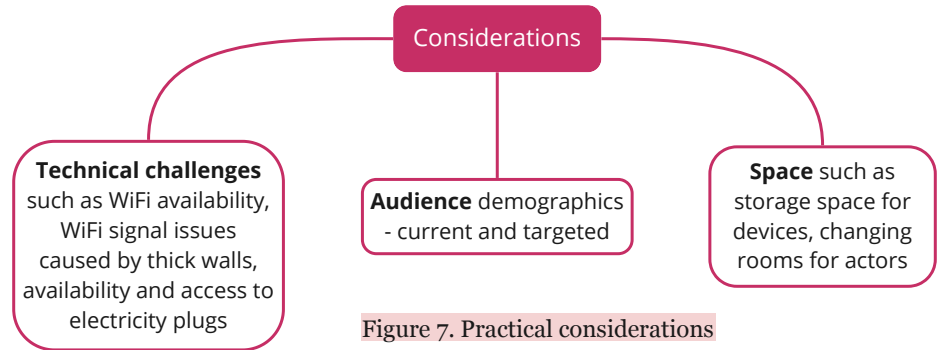 Considerations
Technical challenges
such as WiFi availability,
WiFi signal issues
caused by thick walls,
availability and access to
electricity plugs
Audience demographics
- current and targeted
Space such as
storage space for
devices, changing
rooms for actors
Figure 7. Practical considerations